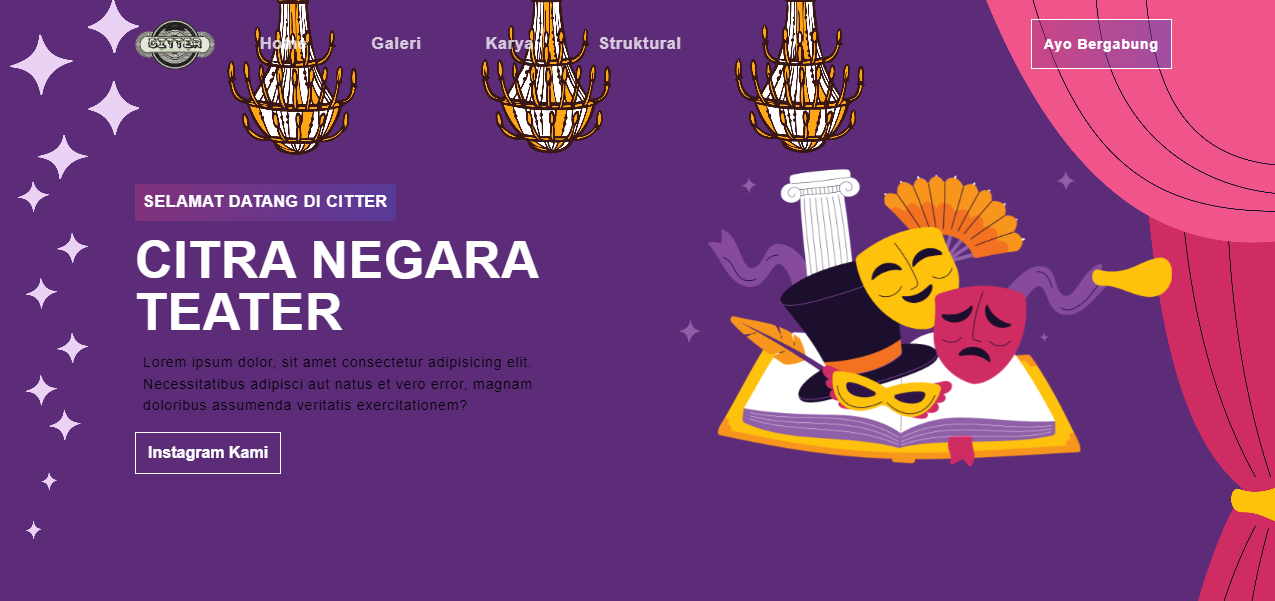 CITTER
Home Galeri Karya Struktural Ayo Bergabung
SELAMAT DATANG DI CITTER
CITRA NEGARA
TEATER
Lorem ipsum dolor, sit amet consectetur adipisicing elit.
Necessitatibus adipisci aut natus et vero error, magnam
doloribus assumenda veritatis exercitationem?
Instagram Kami